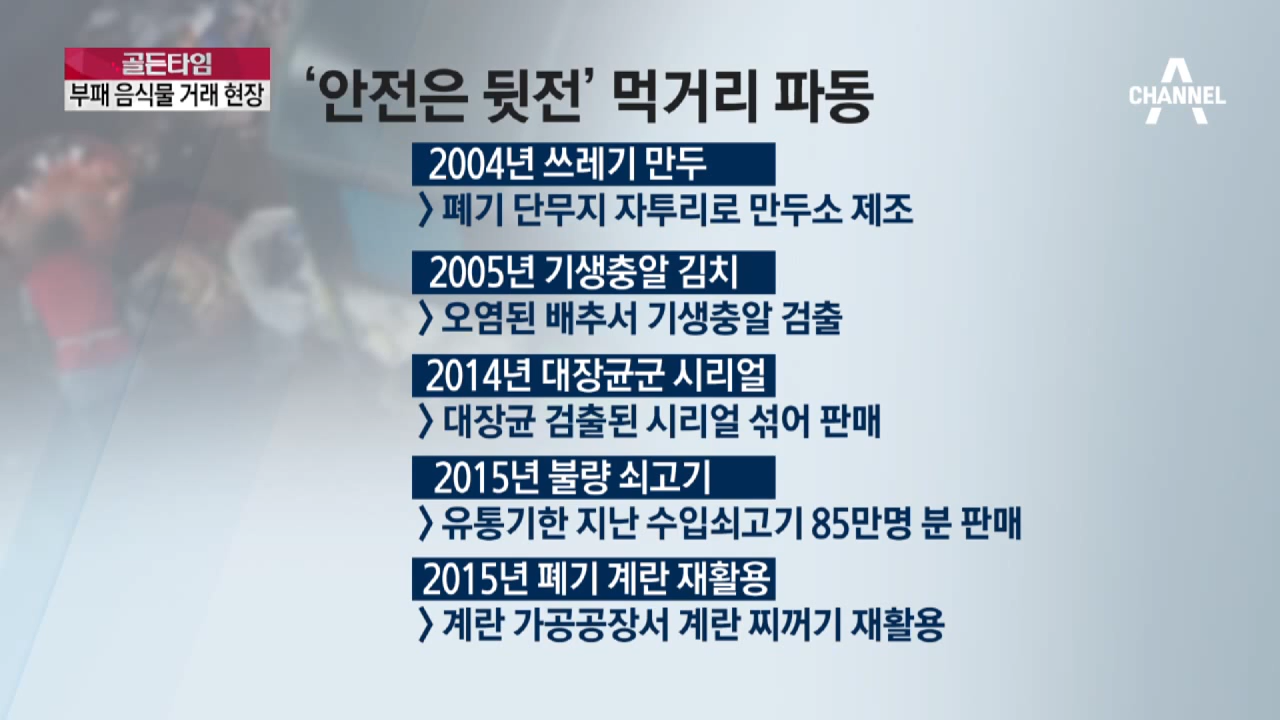 골든타임
부패 음식물 거래 현장
‘안전은 뒷전’ 먹거리 파동
CHANNEL A
2004년 쓰레기 만두
> 폐기 단무지 자투리로 만두소 제조
2005년 기생충알 김치
> 오염된 배추서 기생충알 검출
2014년 대장균군 시리얼
> 대장균 검출된 시리얼 섞어 판매
2015년 불량 쇠고기
> 유통기한 지난 수입쇠고기 85만명 분 판매
2015년 폐기 계란 재활용
> 계란 가공공장서 계란 찌꺼기 재활용